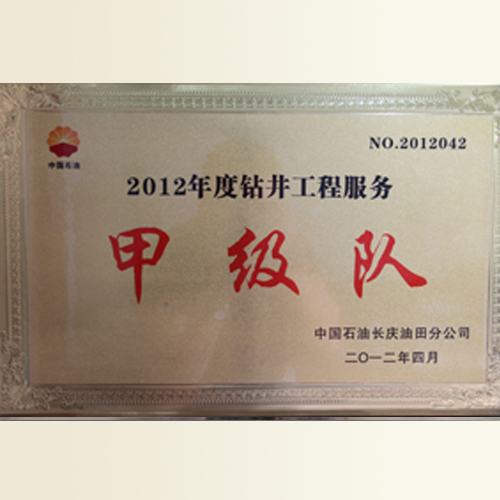 中国石油
NO.2012042
2012年度钻井工程服务
甲级队
中国石油长庆油田分公司
二〇一二年四月